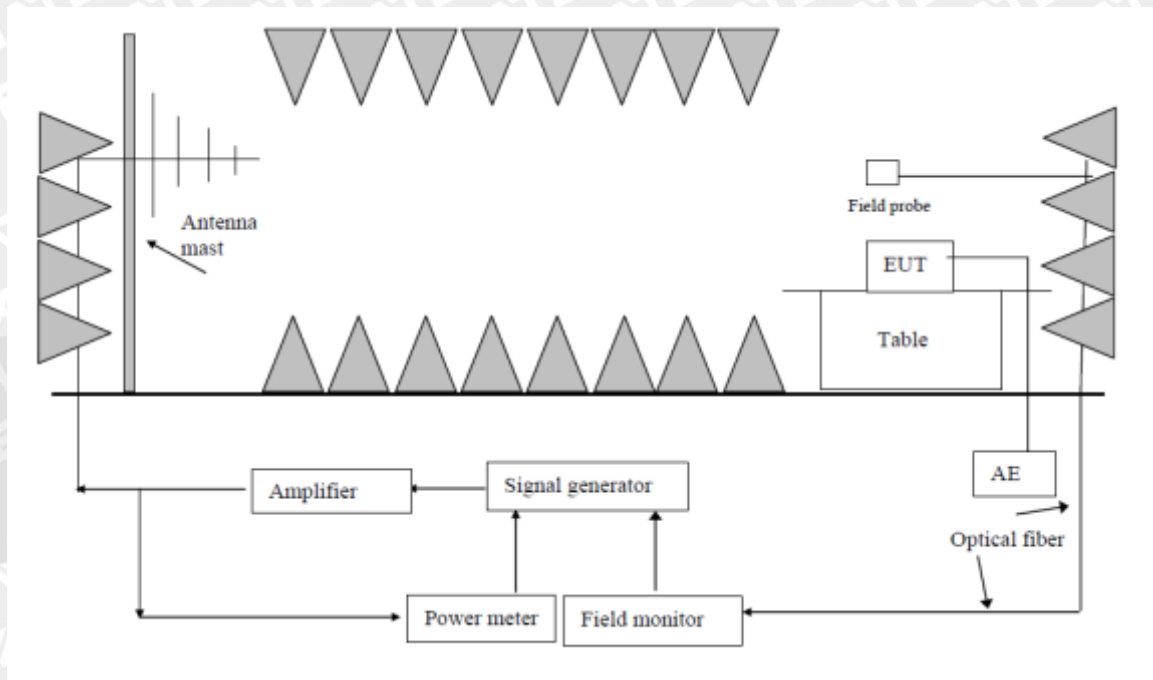 Antenna
mast
Field probe
EUT
Table
AE
Amplifier
Signal generator
Optical fiber
Power meter
Field monitor